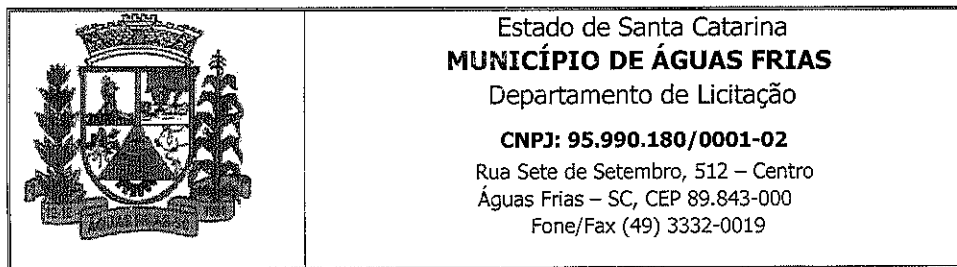 Estado de Santa Catarina
MUNICÍPIO DE ÁGUAS FRIAS
Departamento de Licitação
CNPJ: 95.990.180/0001-02
Rua Sete de Setembro, 512 – Centro
Águas Frias – SC, CEP 89.843-000
Fone/Fax (49) 3332-0019